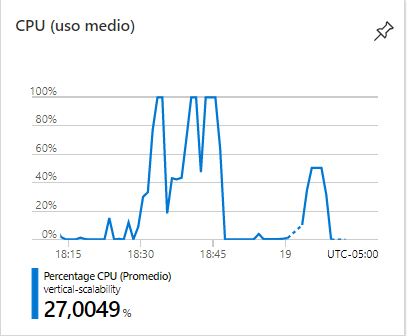 CPU (uso medio)
100%
80%
60%
40%
20%
0%
18:15 18:30 18:45 19 UTC-05:00
Percentage CPU (Promedio)
vertical-scalability
27,0049 %